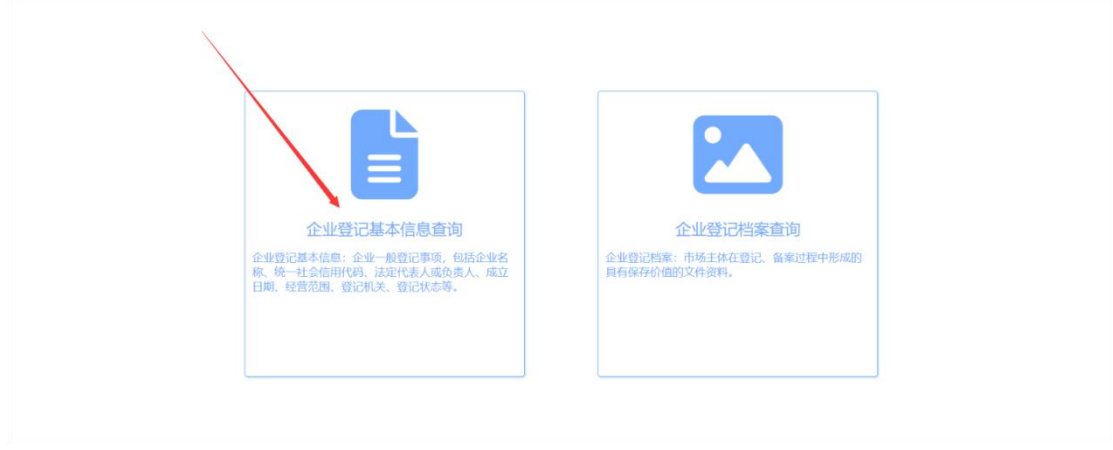 企业登记基本信息查询
企业登记基本信息：企业一般登记事项，包括企业名
称、统一社会信用代码、法定代表人或负责人、成立
日期、经营范围、登记机关、登记状态等。
企业登记档案查询
企业登记档案：市场主体在登记、备案过程中形成的
具有保存价值的文件资料。